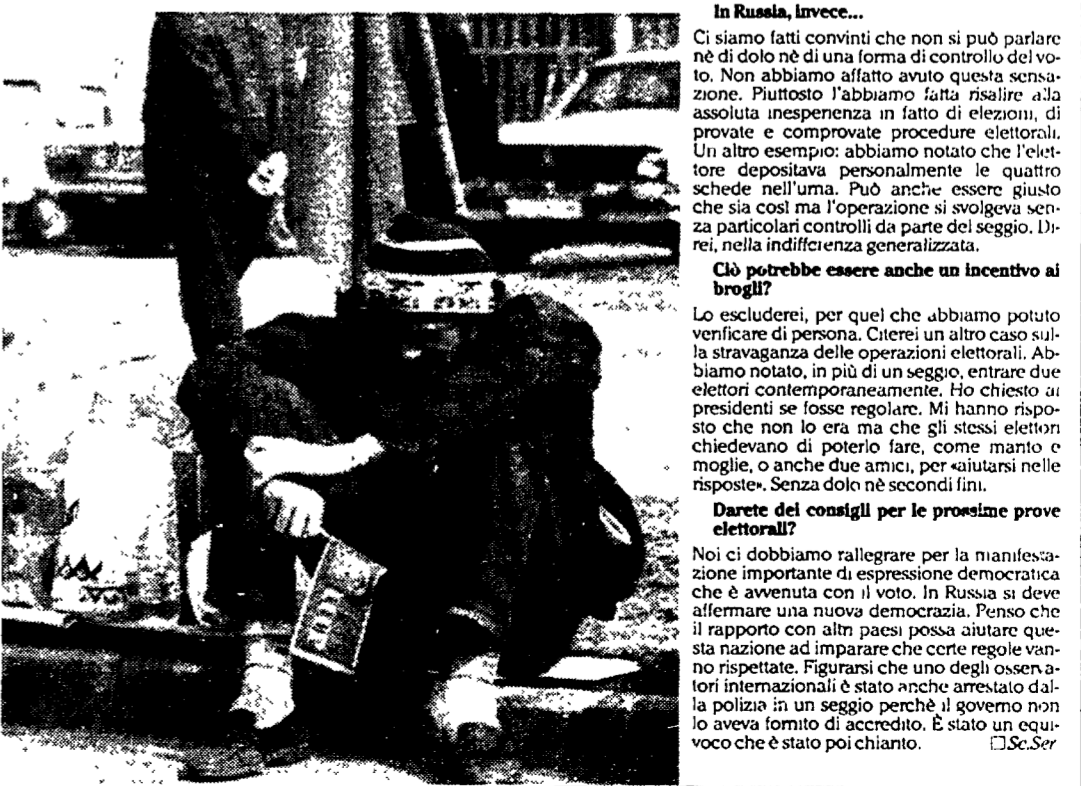 In Russia, invece...
Ci siamo fatti convinti che non si può parlare
nè di dolo nè di una forma di controllo del vo-
to. Non abbiamo affatto avuto questa sensa-
zione. Piuttosto l'abbiamo fatta risalire alla
assoluta inesperienza in fatto di elezioni, di
provate e comprovate procedure elettorali.
Un altro esempio: abbiamo notato che l'elet-
tore depositava personalmente le quattro
schede nell'urna. Può anche essere giusto
che sia così ma l'operazione si svolgeva sen-
za particolari controlli da parte del seggio. Di-
rei, nella indifferenza generalizzata.
Ciò potrebbe essere anche un incentivo ai
brogli?
Lo escluderei, per quel che abbiamo potuto
verificare di persona. Citerei un altro caso sul-
la stravaganza delle operazioni elettorali. Ab-
biamo notato, in più di un seggio, entrare due
elettori contemporaneamente. Ho chiesto ai
presidenti se fosse regolare. Mi hanno rispo-
sto che non lo era ma che gli stessi elettori
chiedevano di poterlo fare, come marito e
moglie, o anche due amici, per «aiutarsi nelle
risposte». Senza dolo nè secondi fini.
Darete dei consigli per le prossime prove
elettorali?
Noi ci dobbiamo rallegrare per la manifesta-
zione importante di espressione democratica
che è avvenuta con il voto. In Russia si deve
affermare una nuova democrazia. Penso che
il rapporto con altri paesi possa aiutare que-
sta nazione ad imparare che certe regole van-
no rispettate. Figurarsi che uno degli osserva-
tori internazionali è stato anche arrestato dal-
la polizia in un seggio perchè il governo non
lo aveva fornito di accredito. È stato un equi-
voco che è stato poi chiarito. □Sc.Ser